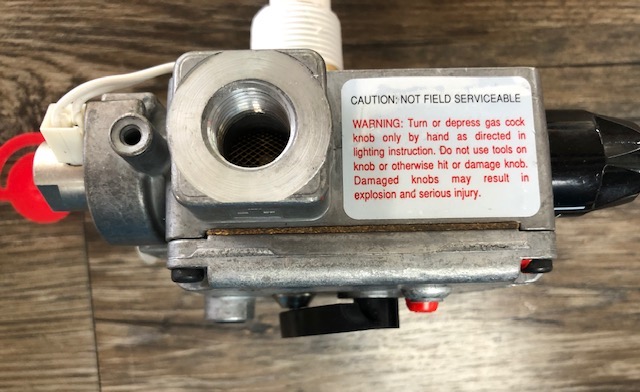 CAUTION: NOT FIELD SERVICEABLE
WARNING: Turn or depress gas cock
knob only by hand as directed in
lighting instruction. Do not use tools on
knob or otherwise hit or damage knob.
Damaged knobs may result in
explosion and serious injury.